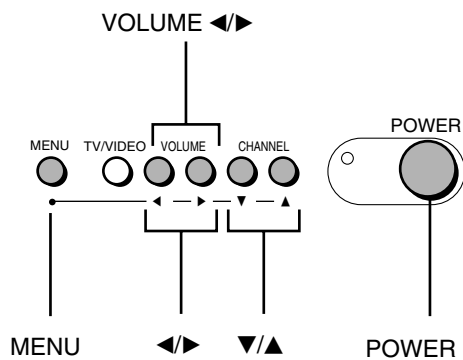 VOLUME ◀/▶
POWER
MENU TV/VIDEO VOLUME CHANNEL
◀ ▶ ▼ ▲
MENU ◀/▶ ▼/▲ POWER